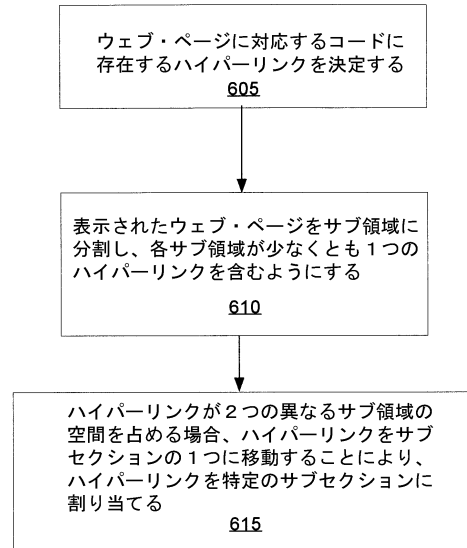 ウェブ・ページに対応するコードに
存在するハイパーリンクを決定する
605
表示されたウェブ・ページをサブ領域に
分割し、各サブ領域が少なくとも１つの
ハイパーリンクを含むようにする
610
ハイパーリンクが２つの異なるサブ領域の
空間を占める場合、ハイパーリンクをサブ
セクションの１つに移動することにより、
ハイパーリンクを特定のサブセクションに
割り当てる
615